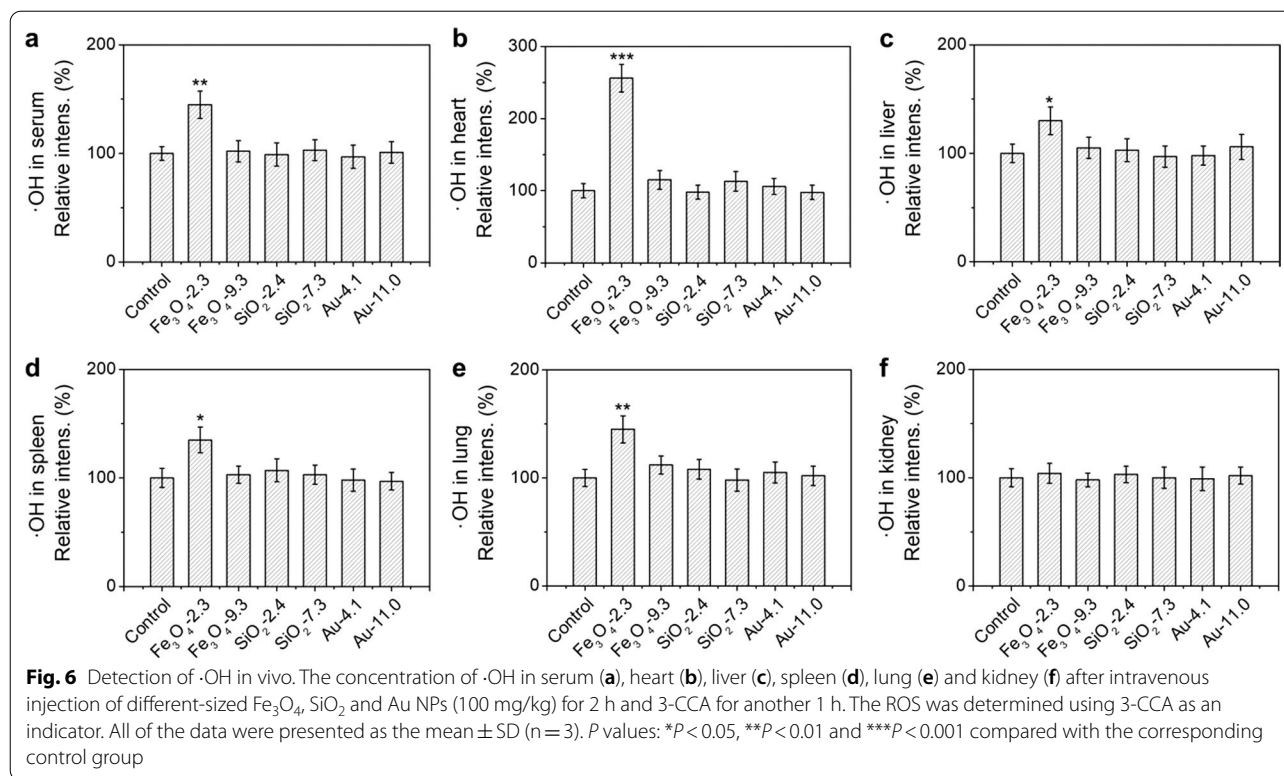 a
200
100
0
·OH in serum
Relative intens. (%)
**
Control
Fe₃O₄-2.3
Fe₃O₄-9.3
SiO₂-2.4
SiO₂-7.3
Au-4.1
Au-11.0
b
300
200
100
0
·OH in heart
Relative intens. (%)
***
Control
Fe₃O₄-2.3
Fe₃O₄-9.3
SiO₂-2.4
SiO₂-7.3
Au-4.1
Au-11.0
c
200
100
0
·OH in liver
Relative intens. (%)
*
Control
Fe₃O₄-2.3
Fe₃O₄-9.3
SiO₂-2.4
SiO₂-7.3
Au-4.1
Au-11.0
d
200
100
0
·OH in spleen
Relative intens. (%)
*
Control
Fe₃O₄-2.3
Fe₃O₄-9.3
SiO₂-2.4
SiO₂-7.3
Au-4.1
Au-11.0
e
200
100
0
·OH in lung
Relative intens. (%)
**
Control
Fe₃O₄-2.3
Fe₃O₄-9.3
SiO₂-2.4
SiO₂-7.3
Au-4.1
Au-11.0
f
200
100
0
·OH in kidney
Relative intens. (%)
Control
Fe₃O₄-2.3
Fe₃O₄-9.3
SiO₂-2.4
SiO₂-7.3
Au-4.1
Au-11.0
Fig. 6 Detection of ·OH in vivo. The concentration of ·OH in serum (a), heart (b), liver (c), spleen (d), lung (e) and kidney (f) after intravenous
injection of different-sized Fe₃O₄, SiO₂ and Au NPs (100 mg/kg) for 2 h and 3-CCA for another 1 h. The ROS was determined using 3-CCA as an
indicator. All of the data were presented as the mean ± SD (n = 3). P values: *P < 0.05, **P < 0.01 and ***P < 0.001 compared with the corresponding
control group